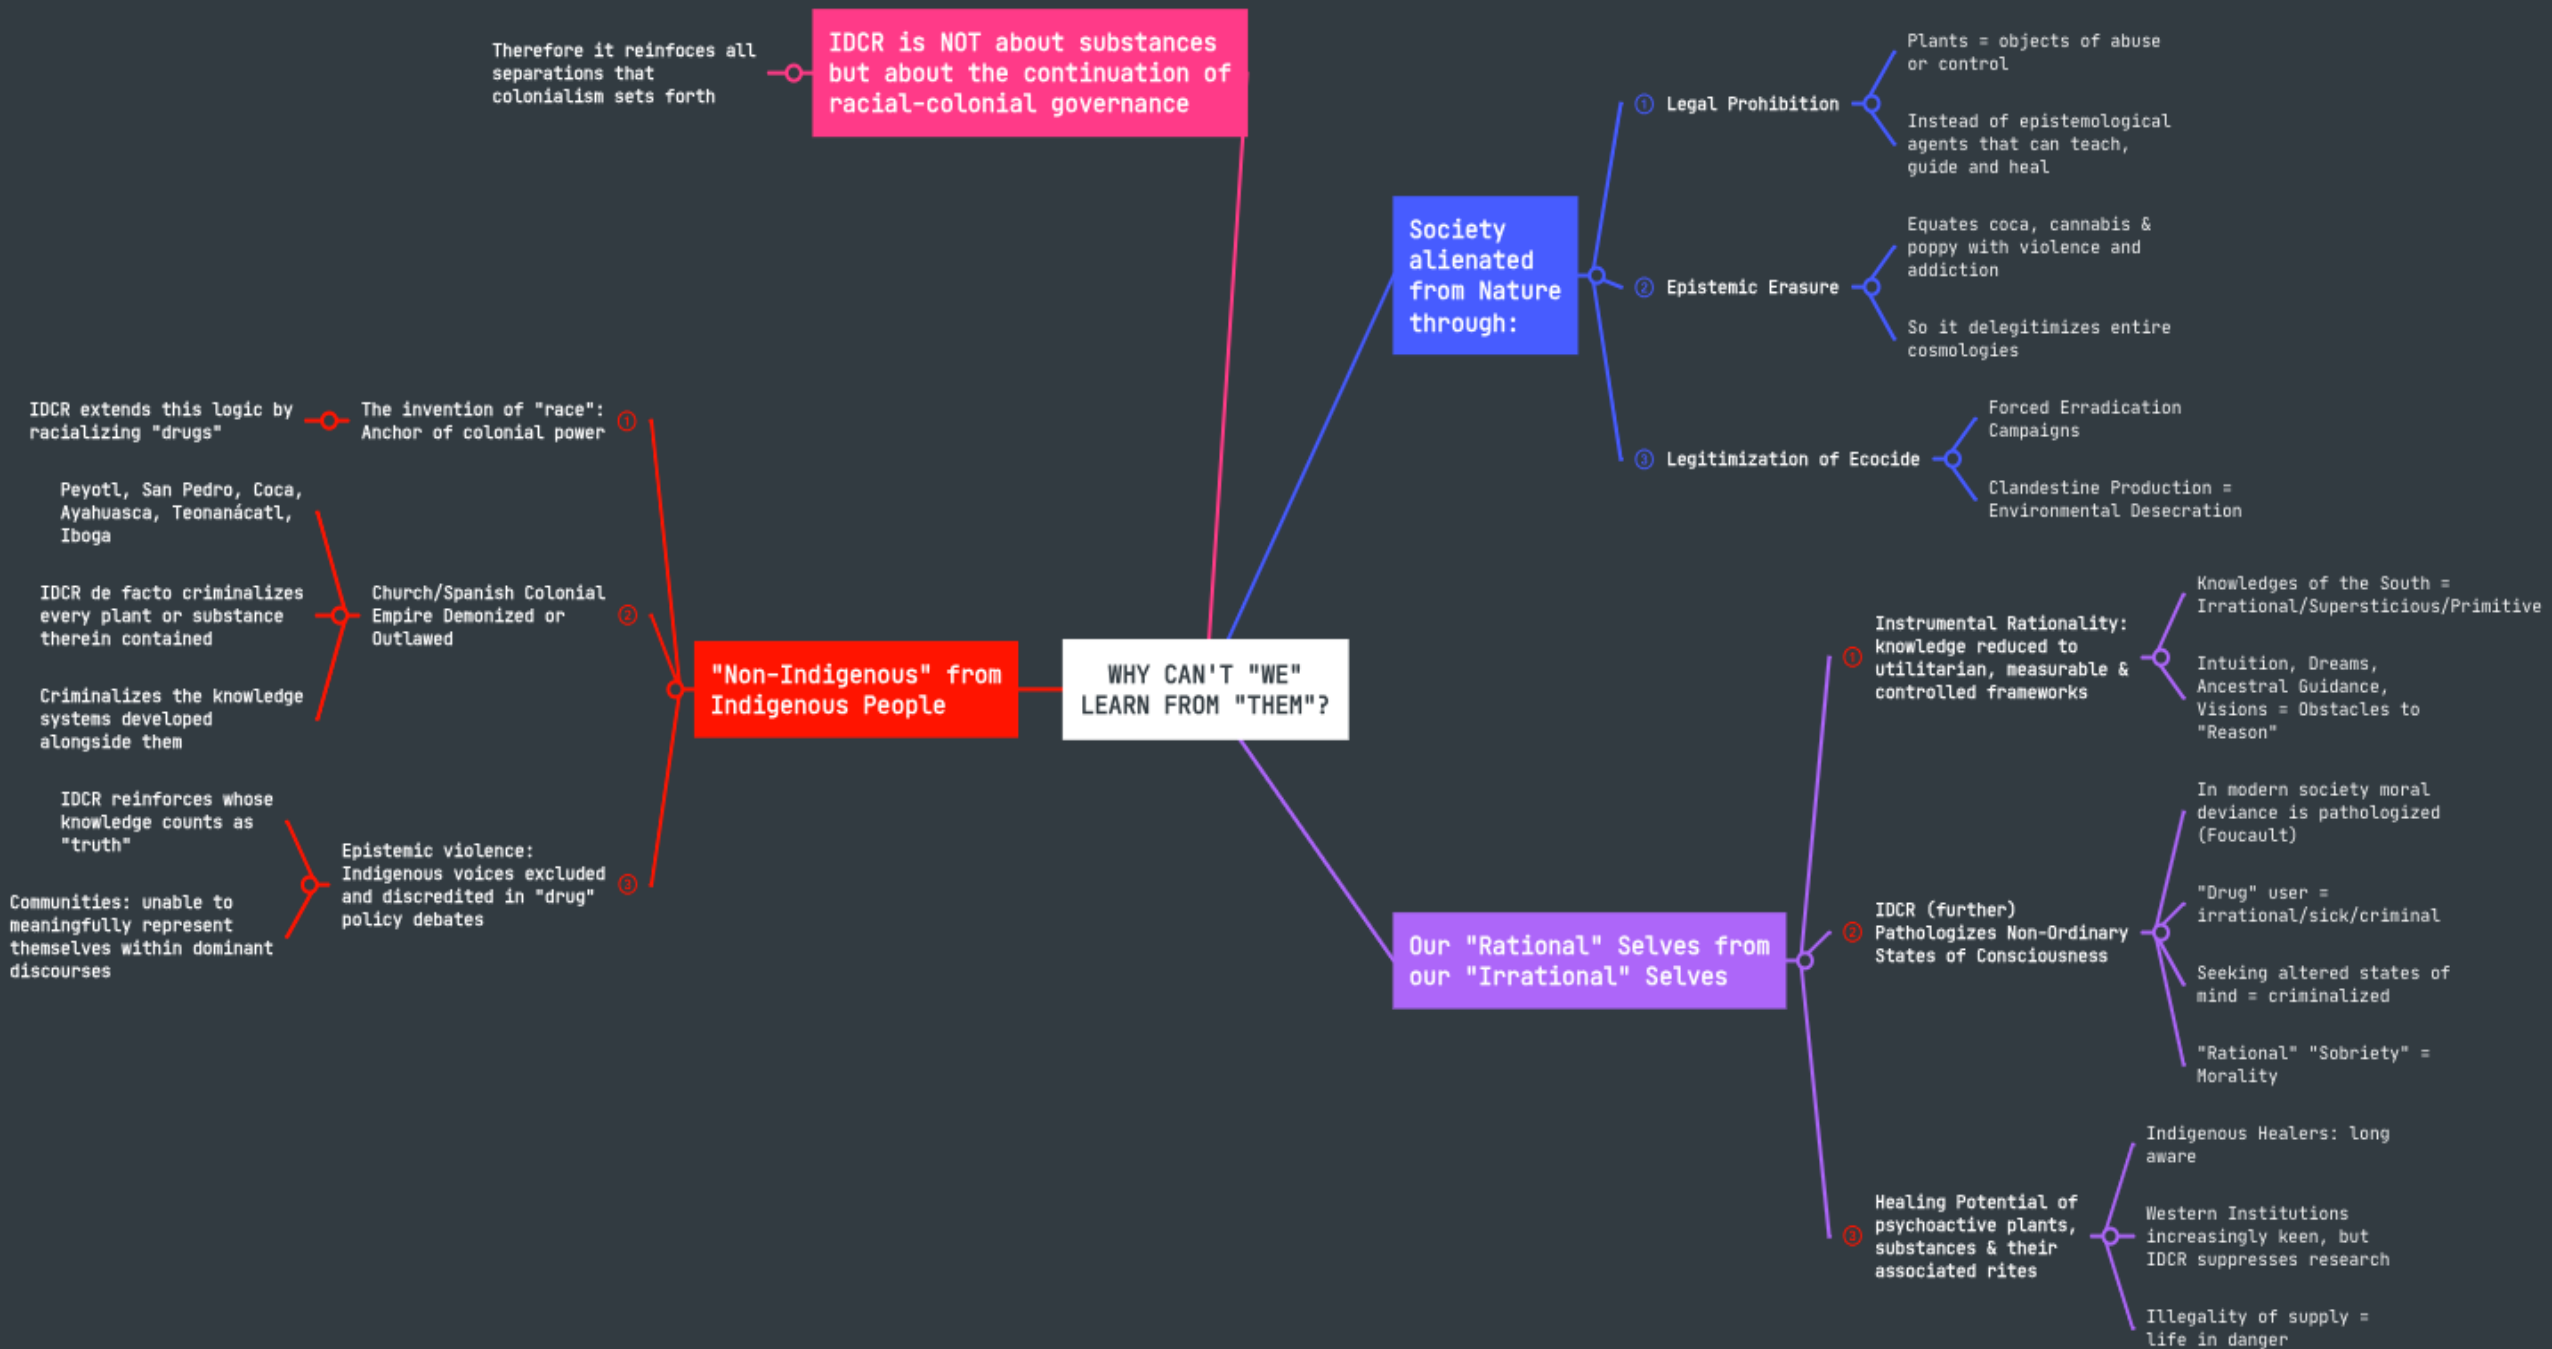 Therefore it reinfoces all
separations that
colonialism sets forth
IDCR is NOT about substances
but about the continuation of
racial-colonial governance
Society
alienated
from Nature
through:
① Legal Prohibition
Plants = objects of abuse
or control
Instead of epistemological
agents that can teach,
guide and heal
② Epistemic Erasure
Equates coca, cannabis &
poppy with violence and
addiction
So it delegitimizes entire
cosmologies
③ Legitimization of Ecocide
Forced Erradication
Campaigns
Clandestine Production =
Environmental Desecration
WHY CAN'T "WE"
LEARN FROM "THEM"?
"Non-Indigenous" from
Indigenous People
①
The invention of "race":
Anchor of colonial power
IDCR extends this logic by
racializing "drugs"
②
Church/Spanish Colonial
Empire Demonized or
Outlawed
Peyotl, San Pedro, Coca,
Ayahuasca, Teonanácatl,
Iboga
IDCR de facto criminalizes
every plant or substance
therein contained
Criminalizes the knowledge
systems developed
alongside them
③
Epistemic violence:
Indigenous voices excluded
and discredited in "drug"
policy debates
IDCR reinforces whose
knowledge counts as
"truth"
Communities: unable to
meaningfully represent
themselves within dominant
discourses
Our "Rational" Selves from
our "Irrational" Selves
①
Instrumental Rationality:
knowledge reduced to
utilitarian, measurable &
controlled frameworks
Knowledges of the South =
Irrational/Supersticious/Primitive
Intuition, Dreams,
Ancestral Guidance,
Visions = Obstacles to
"Reason"
②
IDCR (further)
Pathologizes Non-Ordinary
States of Consciousness
In modern society moral
deviance is pathologized
(Foucault)
"Drug" user =
irrational/sick/criminal
Seeking altered states of
mind = criminalized
"Rational" "Sobriety" =
Morality
③
Healing Potential of
psychoactive plants,
substances & their
associated rites
Indigenous Healers: long
aware
Western Institutions
increasingly keen, but
IDCR suppresses research
Illegality of supply =
life in danger